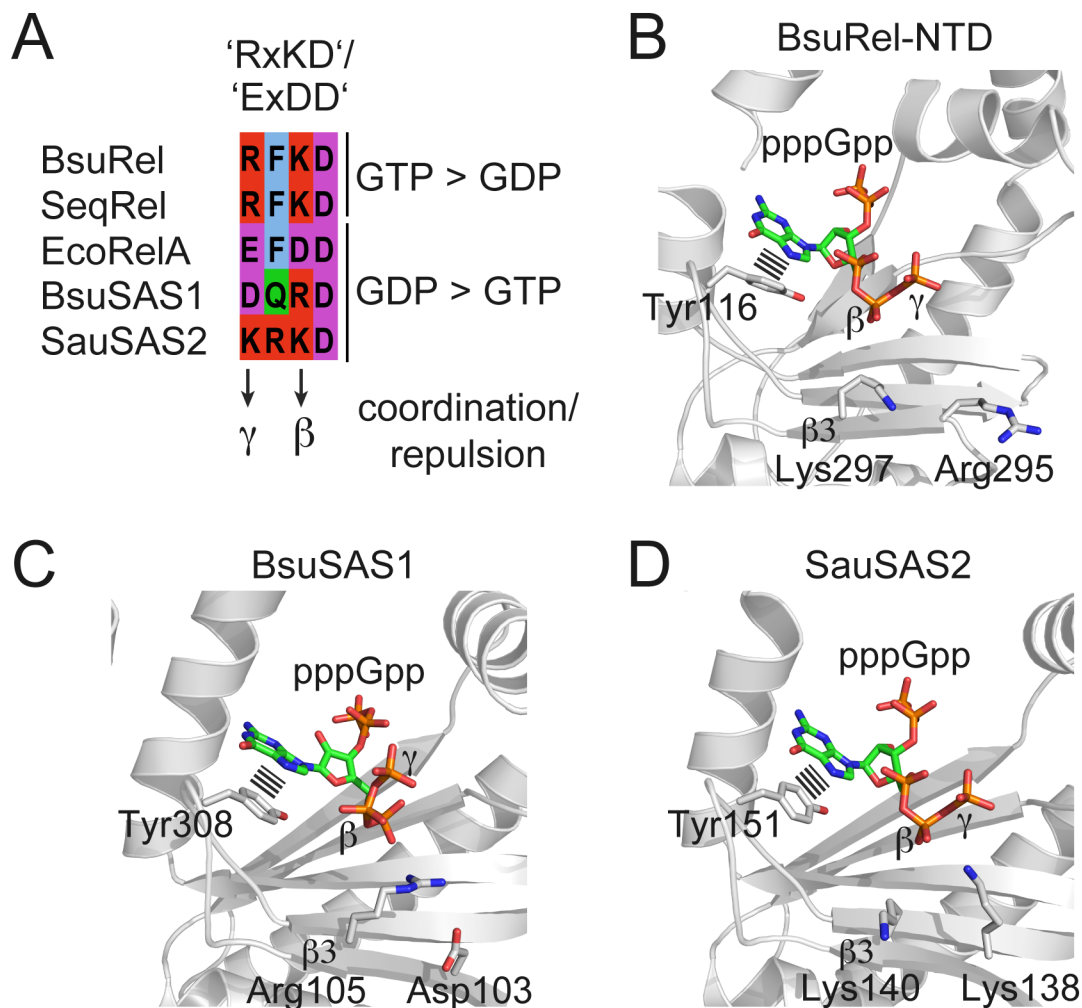 A
'RxKD'/
'ExDD'
BsuRel RFKD
SeqRel RFKD
GTP > GDP
EcoRelA EFDD
BsuSAS1 DQRD
SauSAS2 KRKD
GDP > GTP
γ β
coordination/
repulsion
B
BsuRel-NTD
pppGpp
Tyr116
β γ
β3
Lys297 Arg295
C
BsuSAS1
pppGpp
γ
Tyr308
β
β3
Arg105 Asp103
D
SauSAS2
pppGpp
Tyr151
β γ
β3
Lys140 Lys138